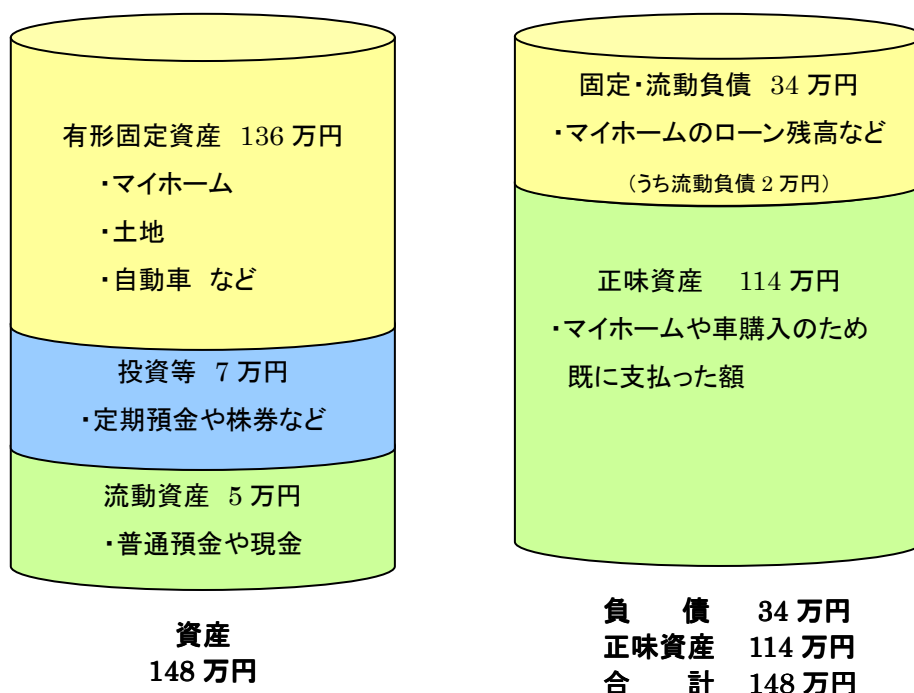 有形固定資産 136 万円
・マイホーム
・土地
・自動車 など
投資等 7 万円
・定期預金や株券など
流動資産 5 万円
・普通預金や現金
資産
148 万円
固定・流動負債 34 万円
・マイホームのローン残高など
(うち流動負債 2 万円)
正味資産 114 万円
・マイホームや車購入のため
既に支払った額
負 債 34 万円
正味資産 114 万円
合 計 148 万円